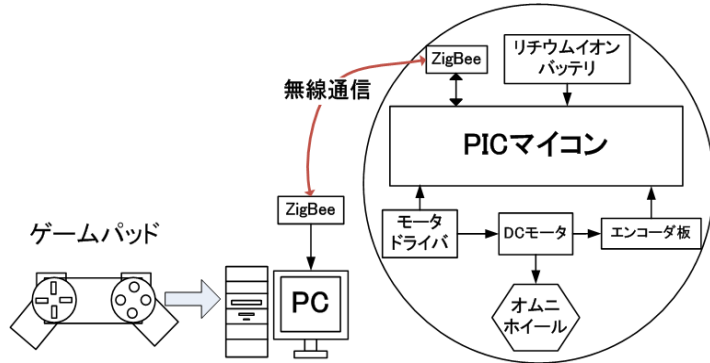 ZigBee
リチウムイオン
バッテリ
無線通信
PICマイコン
ZigBee
モータ
ドライバ
DCモータ
エンコーダ板
ゲームパッド
PC
オムニ
ホイール